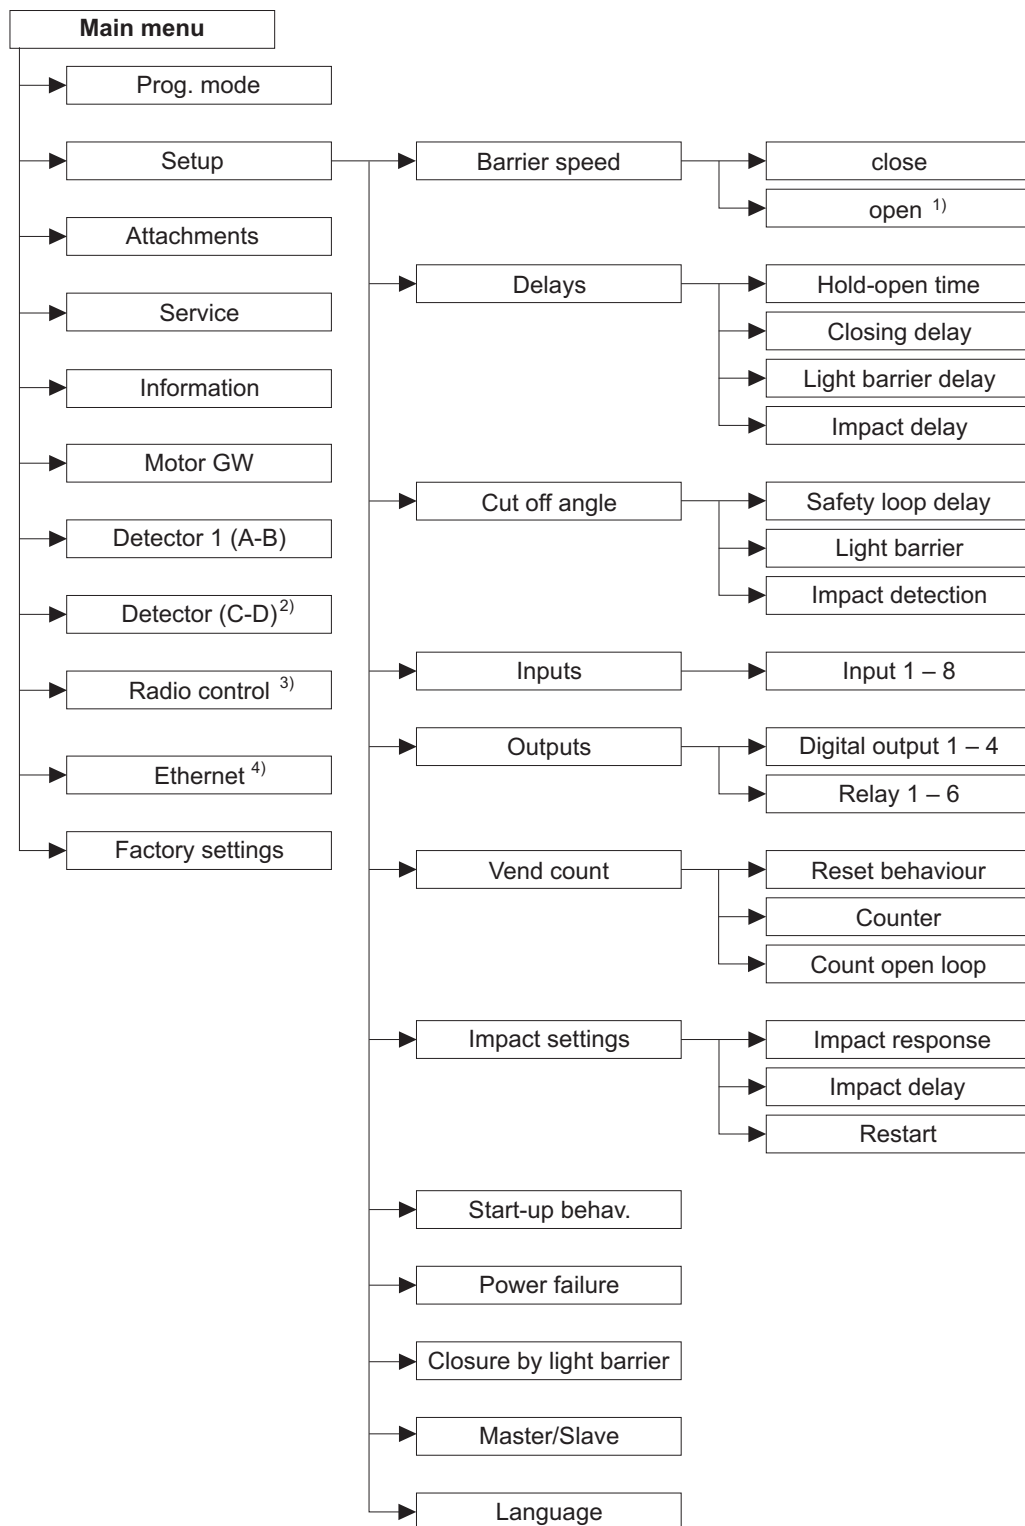 Main menu
Prog. mode
Setup
Attachments
Service
Information
Motor GW
Detector 1 (A-B)
Detector (C-D) 2)
Radio control 3)
Ethernet 4)
Factory settings
Barrier speed
close
open 1)
Delays
Hold-open time
Closing delay
Light barrier delay
Impact delay
Cut off angle
Safety loop delay
Light barrier
Impact detection
Inputs
Input 1 – 8
Outputs
Digital output 1 – 4
Relay 1 – 6
Vend count
Reset behaviour
Counter
Count open loop
Impact settings
Impact response
Impact delay
Restart
Start-up behav.
Power failure
Closure by light barrier
Master/Slave
Language